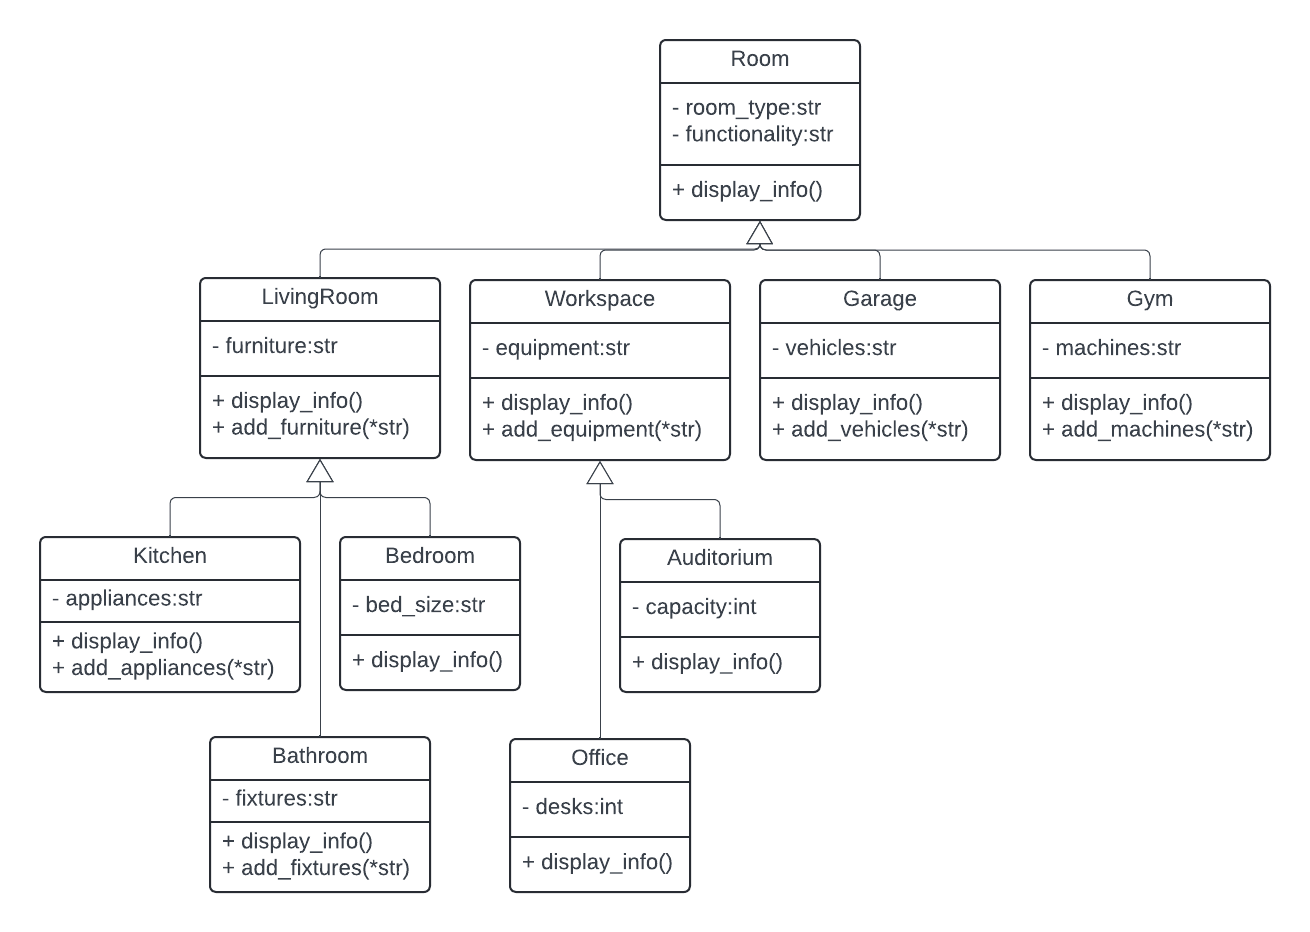 Room
- room_type:str
- functionality:str
+ display_info()
LivingRoom
- furniture:str
+ display_info()
+ add_furniture(*str)
Workspace
- equipment:str
+ display_info()
+ add_equipment(*str)
Garage
- vehicles:str
+ display_info()
+ add_vehicles(*str)
Gym
- machines:str
+ display_info()
+ add_machines(*str)
Kitchen
- appliances:str
+ display_info()
+ add_appliances(*str)
Bedroom
- bed_size:str
+ display_info()
Auditorium
- capacity:int
+ display_info()
Bathroom
- fixtures:str
+ display_info()
+ add_fixtures(*str)
Office
- desks:int
+ display_info()